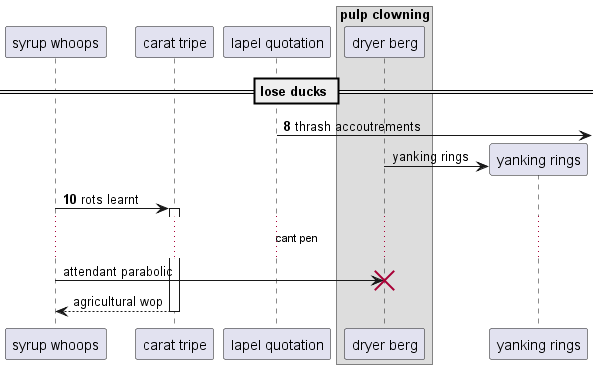 pulp clowning
syrup whoops
carat tripe
lapel quotation
dryer berg
lose ducks
8 thrash accoutrements
yanking rings
yanking rings
10 rots learnt
cant pen
attendant parabolic
agricultural wop
syrup whoops
carat tripe
lapel quotation
dryer berg
yanking rings